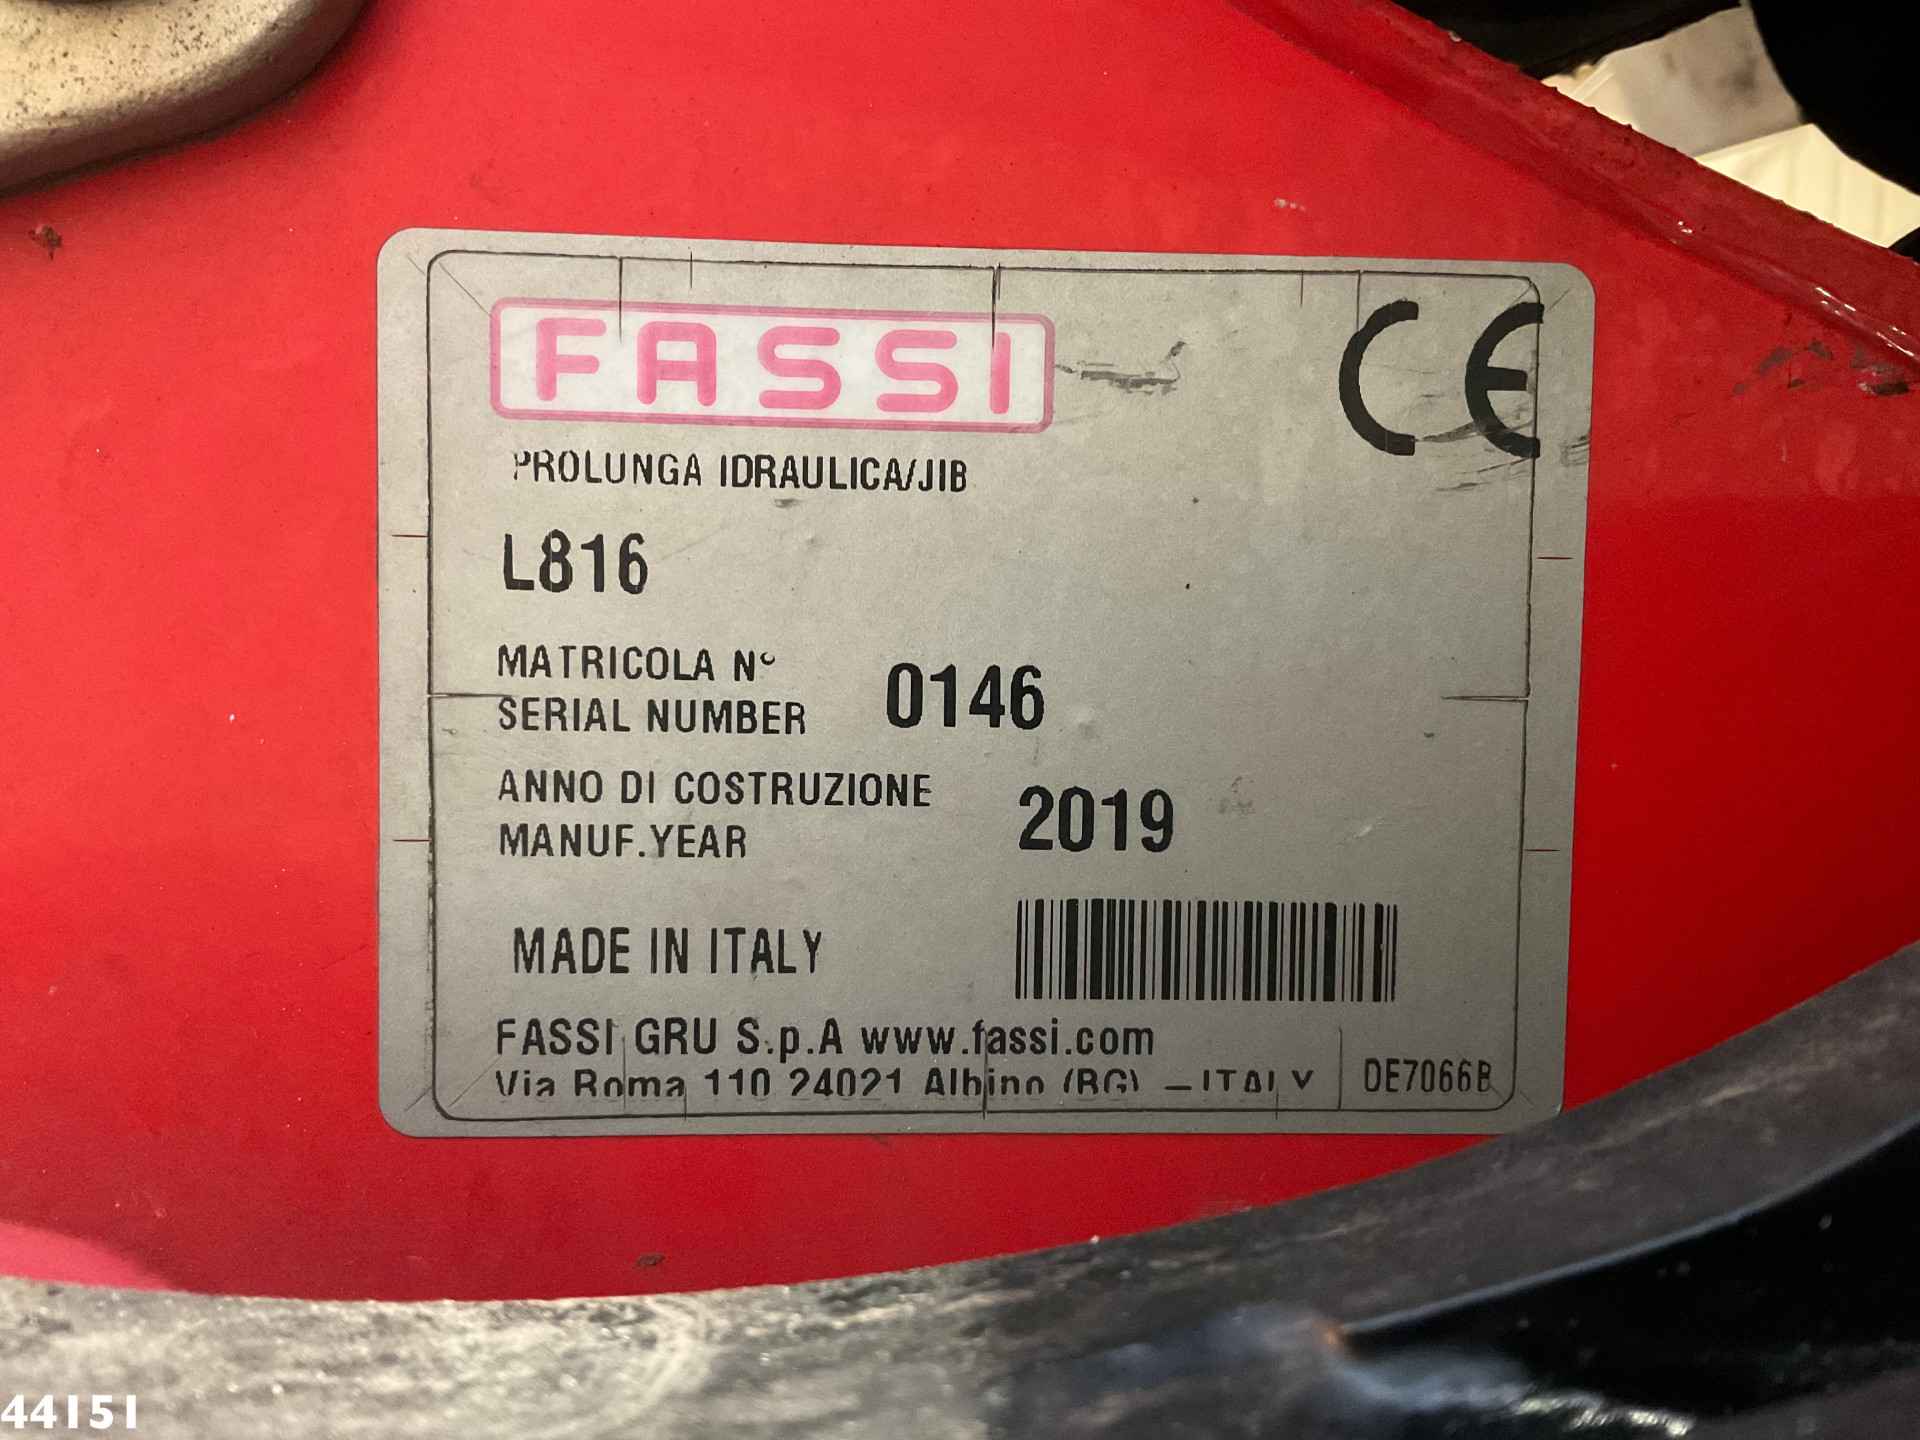 FASSI
CE
PROLUNGA IDRAULICA/JIB
L816
MATRICOLA N°
SERIAL NUMBER 0146
ANNO DI COSTRUZIONE
MANUF.YEAR 2019
MADE IN ITALY
FASSI GRU S.p.A www.fassi.com
Via Roma 110 24021 Albino (BG) – ITALY
DE7066B
44151